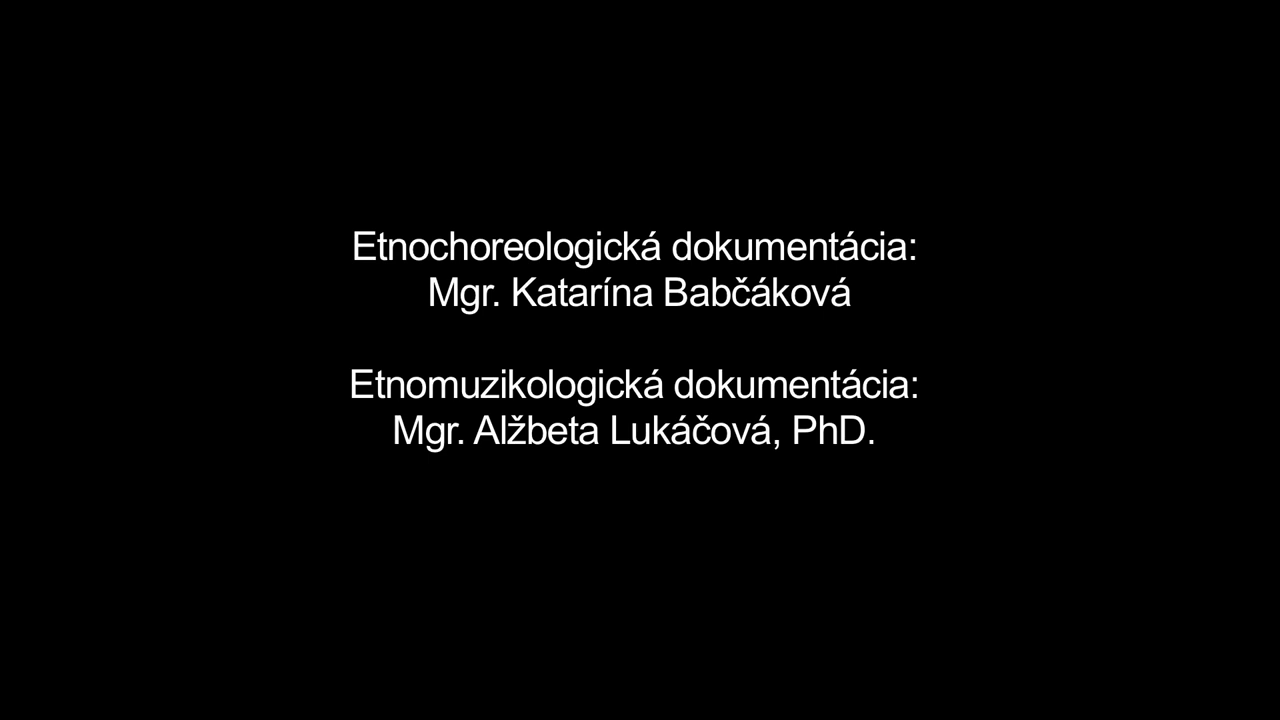 Etnochoreologická dokumentácia:
Mgr. Katarína Babčáková
Etnomuzikologická dokumentácia:
Mgr. Alžbeta Lukáčová, PhD.